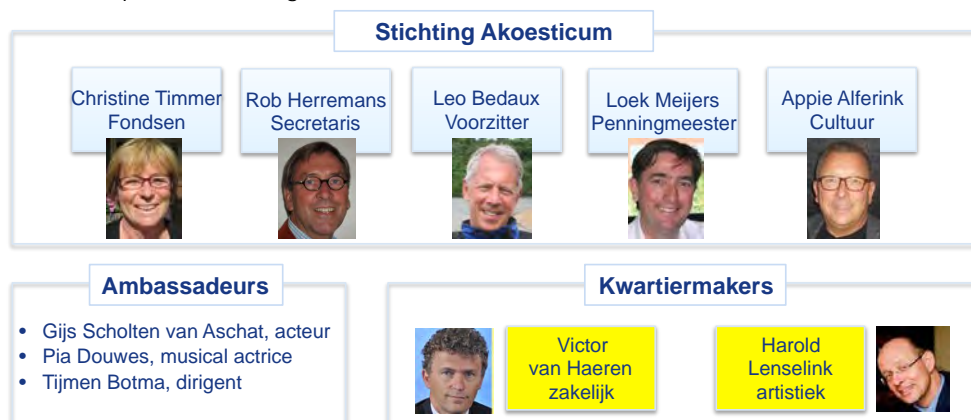 Stichting Akoesticum
Christine Timmer
Fondsen
Rob Herremans
Secretaris
Leo Bedaux
Voorzitter
Loek Meijers
Penningmeester
Appie Alferink
Cultuur
Ambassadeurs
• Gijs Scholten van Aschat, acteur
• Pia Douwes, musical actrice
• Tijmen Botma, dirigent
Kwartiermakers
Victor
van Haeren
zakelijk
Harold
Lenselink
artistiek